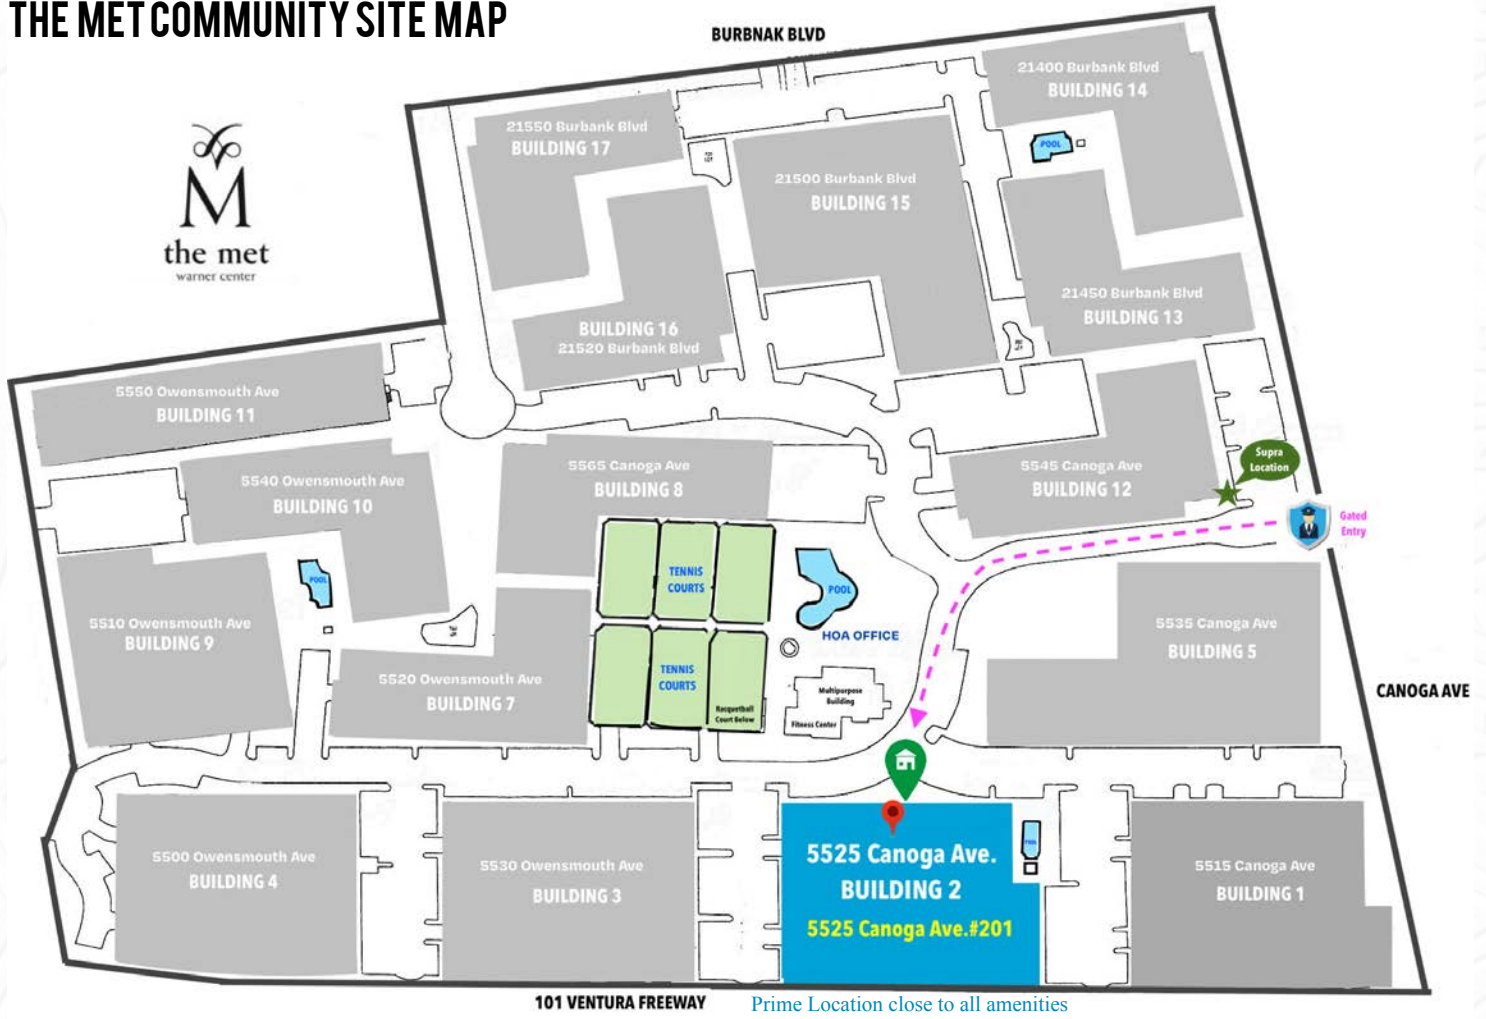 THE MET COMMUNITY SITE MAP
BURBNAK BLVD
M
the met
warner center
21400 Burbank Blvd
BUILDING 14
POOL
21550 Burbank Blvd
BUILDING 17
21500 Burbank Blvd
BUILDING 15
BUILDING 16
21520 Burbank Blvd
21450 Burbank Blvd
BUILDING 13
5550 Owensmouth Ave
BUILDING 11
5540 Owensmouth Ave
BUILDING 10
5565 Canoga Ave
BUILDING 8
5545 Canoga Ave
BUILDING 12
Supra
Location
Gated
Entry
TENNIS
COURTS
POOL
POOL
HOA OFFICE
5510 Owensmouth Ave
BUILDING 9
5520 Owensmouth Ave
BUILDING 7
TENNIS
COURTS
Racquetball
Court Below
Multipurpose
Building
Fitness Center
5535 Canoga Ave
BUILDING 5
CANOGA AVE
5500 Owensmouth Ave
BUILDING 4
5530 Owensmouth Ave
BUILDING 3
5525 Canoga Ave.
BUILDING 2
5525 Canoga Ave.#201
POOL
5515 Canoga Ave
BUILDING 1
101 VENTURA FREEWAY
Prime Location close to all amenities